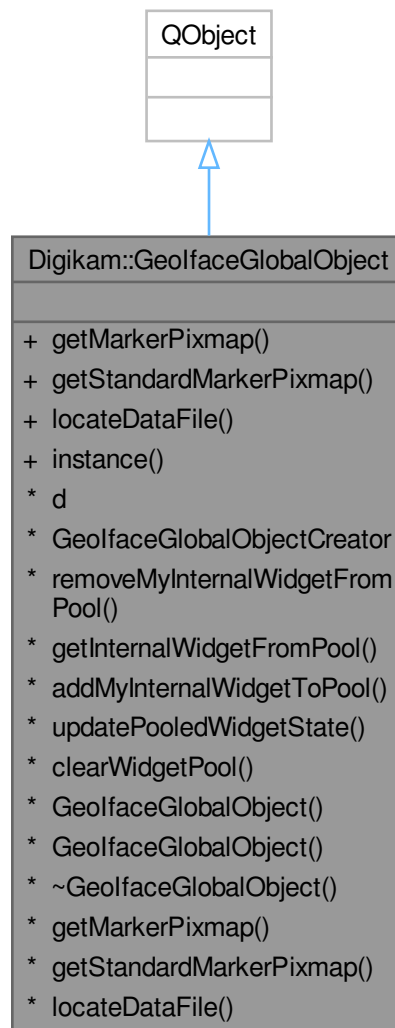 QObject
Digikam::GeoIfaceGlobalObject
+ getMarkerPixmap()
+ getStandardMarkerPixmap()
+ locateDataFile()
+ instance()
* d
* GeoIfaceGlobalObjectCreator
* removeMyInternalWidgetFrom
Pool()
* getInternalWidgetFromPool()
* addMyInternalWidgetToPool()
* updatePooledWidgetState()
* clearWidgetPool()
* GeoIfaceGlobalObject()
* GeoIfaceGlobalObject()
* ~GeoIfaceGlobalObject()
* getMarkerPixmap()
* getStandardMarkerPixmap()
* locateDataFile()